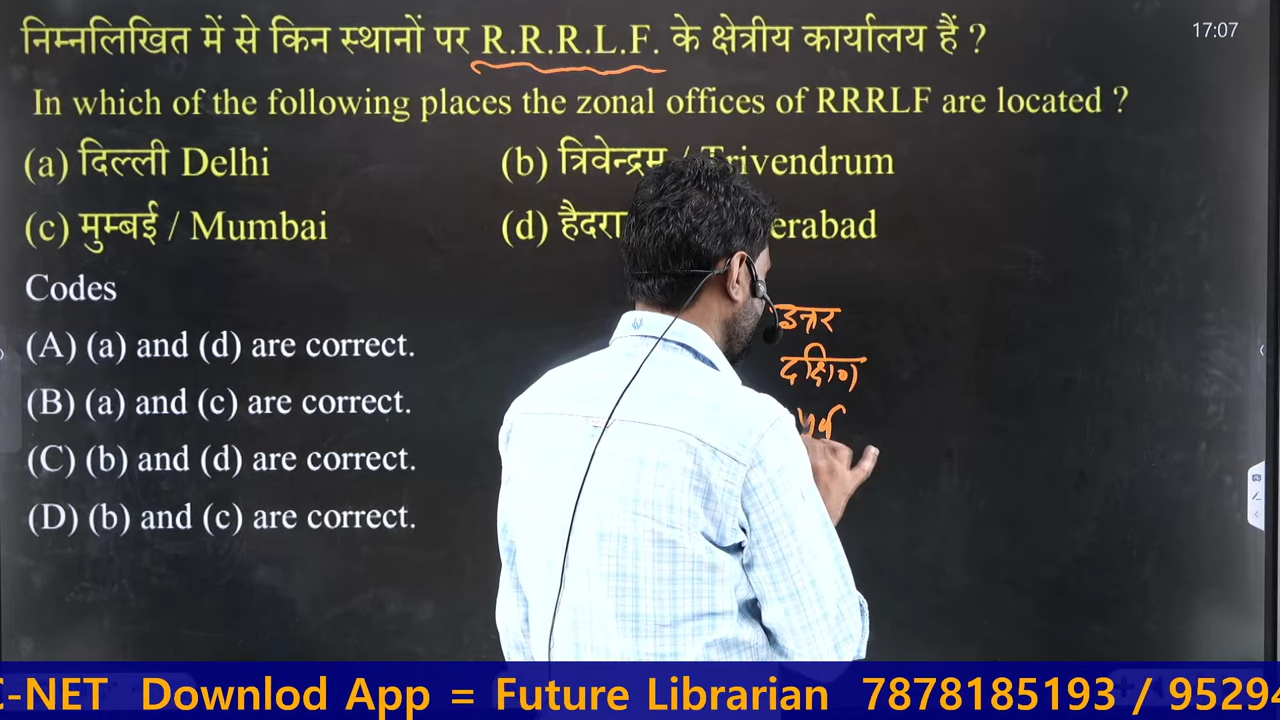 निम्नलिखित में से किन स्थानों पर R.R.R.L.F. के क्षेत्रीय कार्यालय हैं ?
17:07
In which of the following places the zonal offices of RRRLF are located ?
(a) दिल्ली Delhi
(b) त्रिवेन्द्रम / Trivendrum
(c) मुम्बई / Mumbai
(d) हैदरा erabad
Codes
(A) (a) and (d) are correct.
(B) (a) and (c) are correct.
(C) (b) and (d) are correct.
(D) (b) and (c) are correct.
उत्तर
दक्षिण
पूर्व
C-NET Downlod App = Future Librarian 7878185193 / 95294